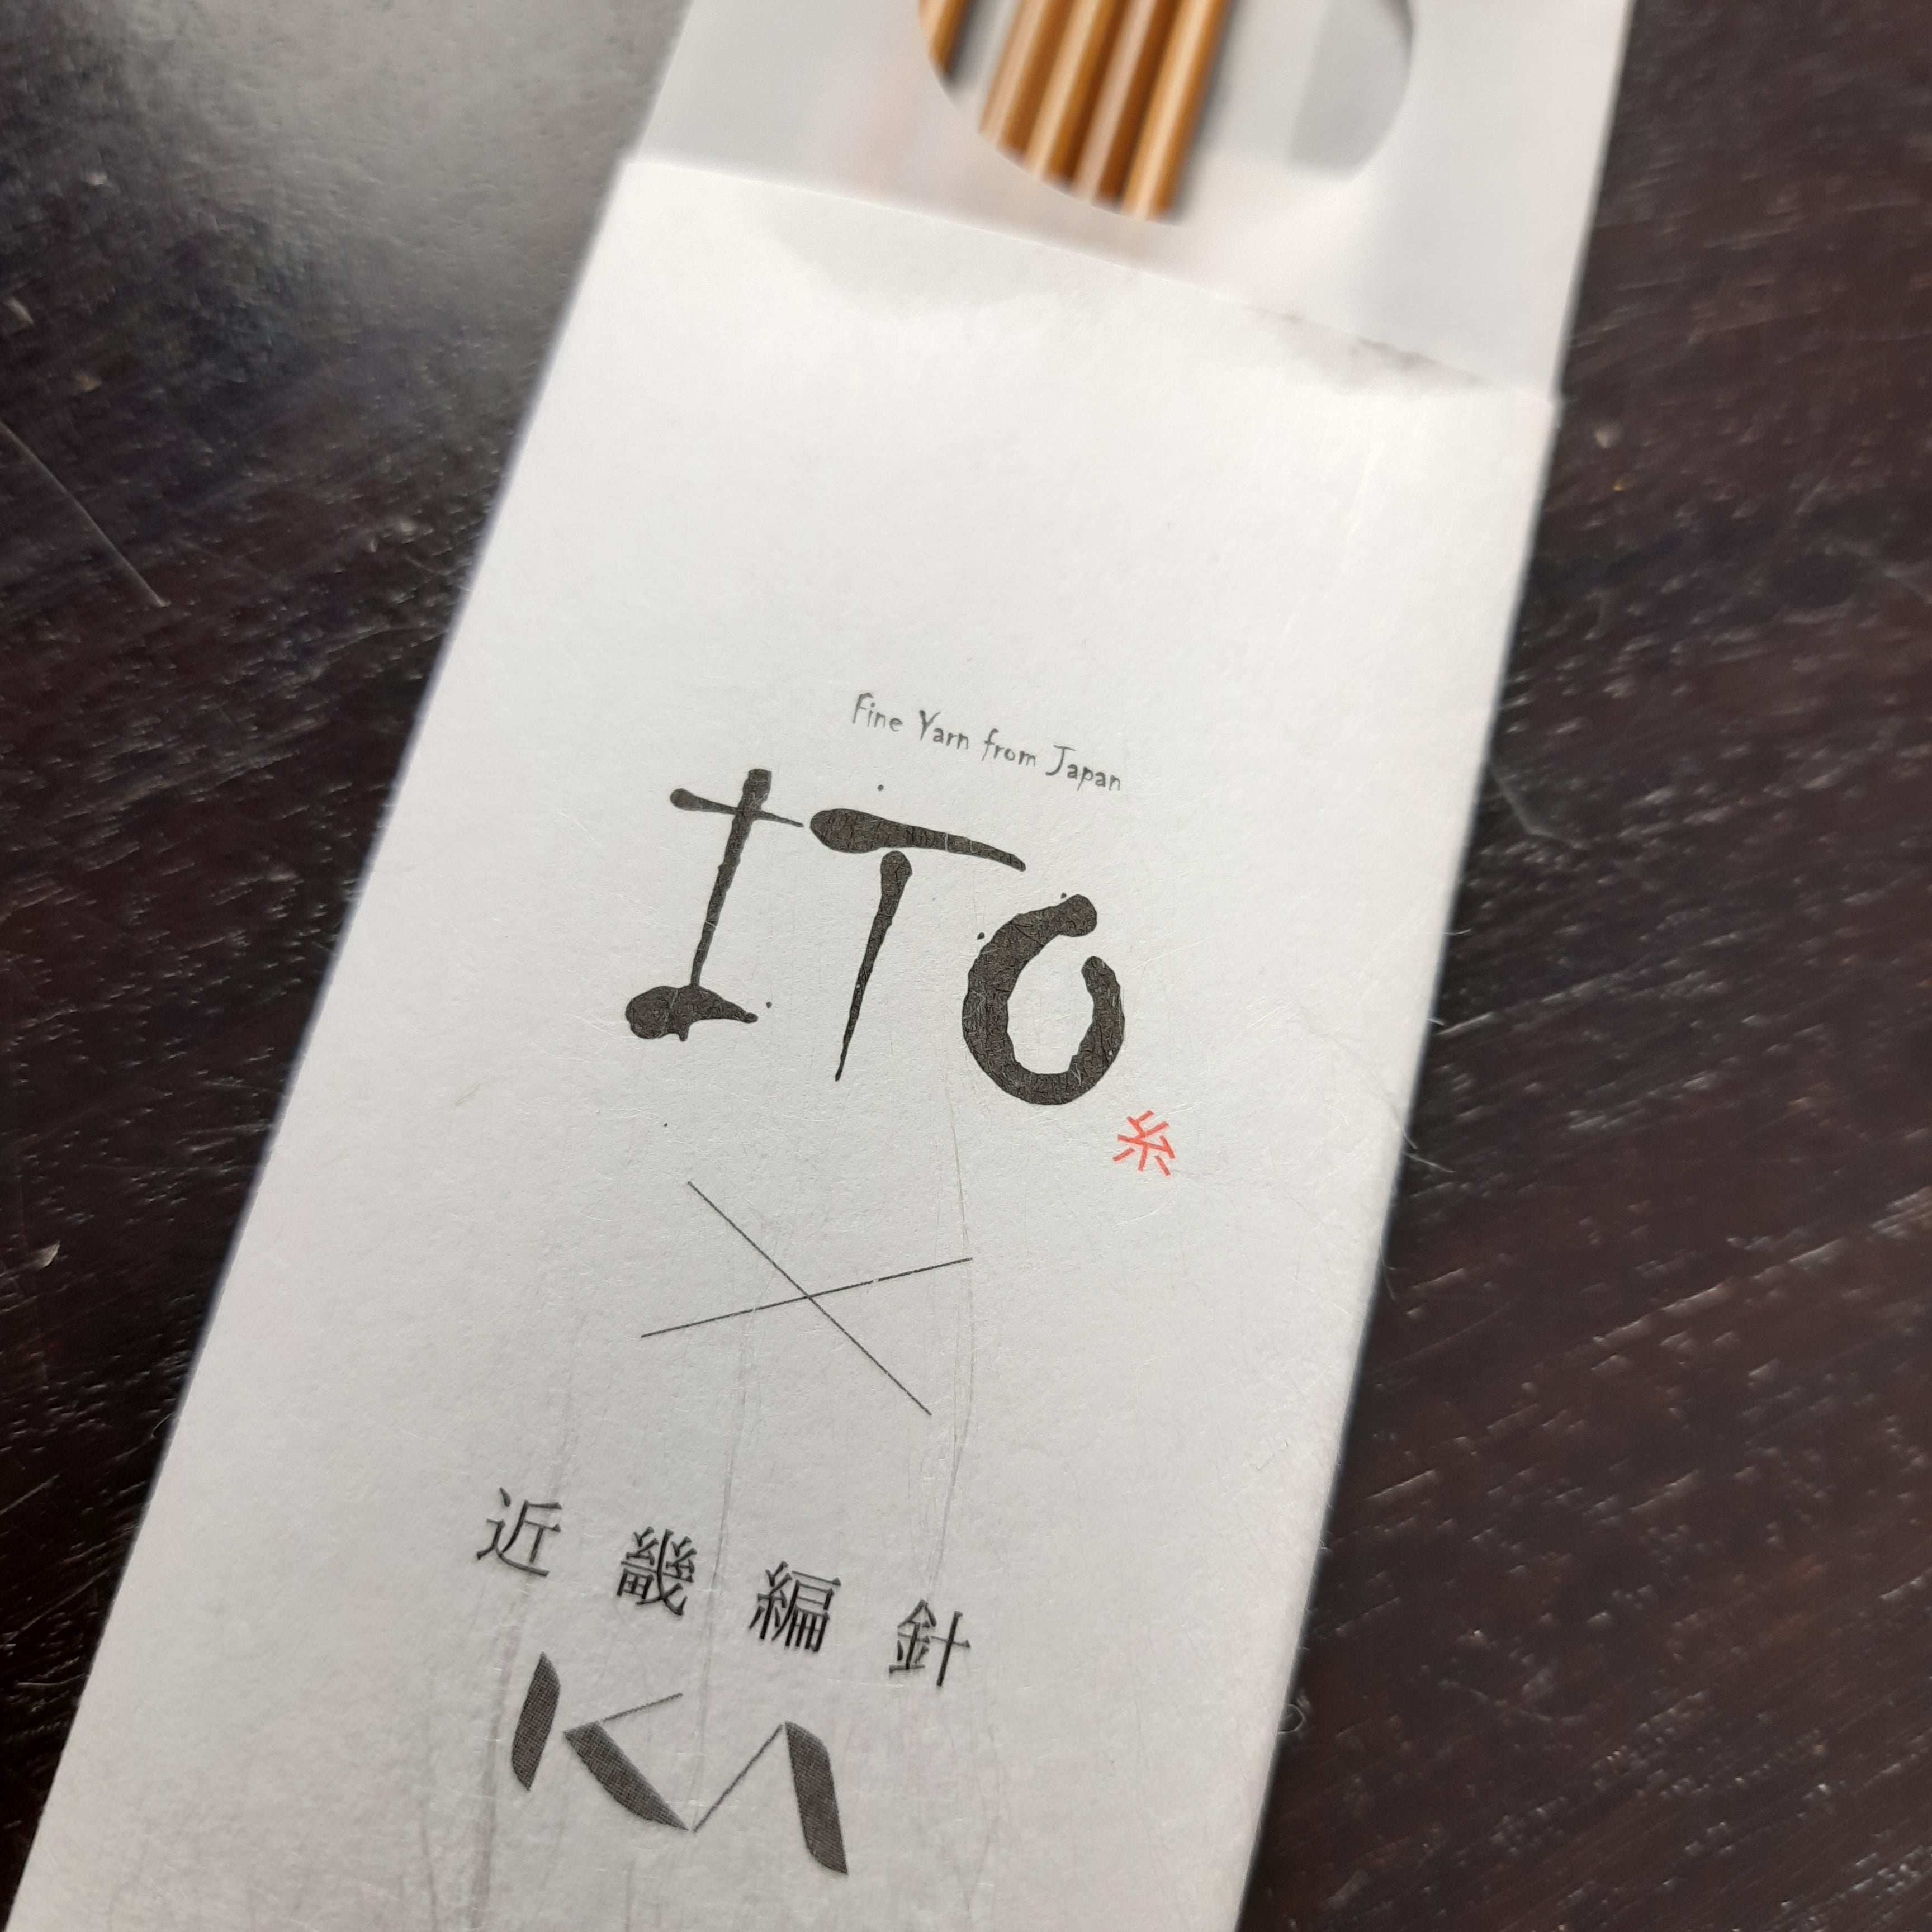 Fine Yarn from Japan
ITO
糸
近畿編針
KA